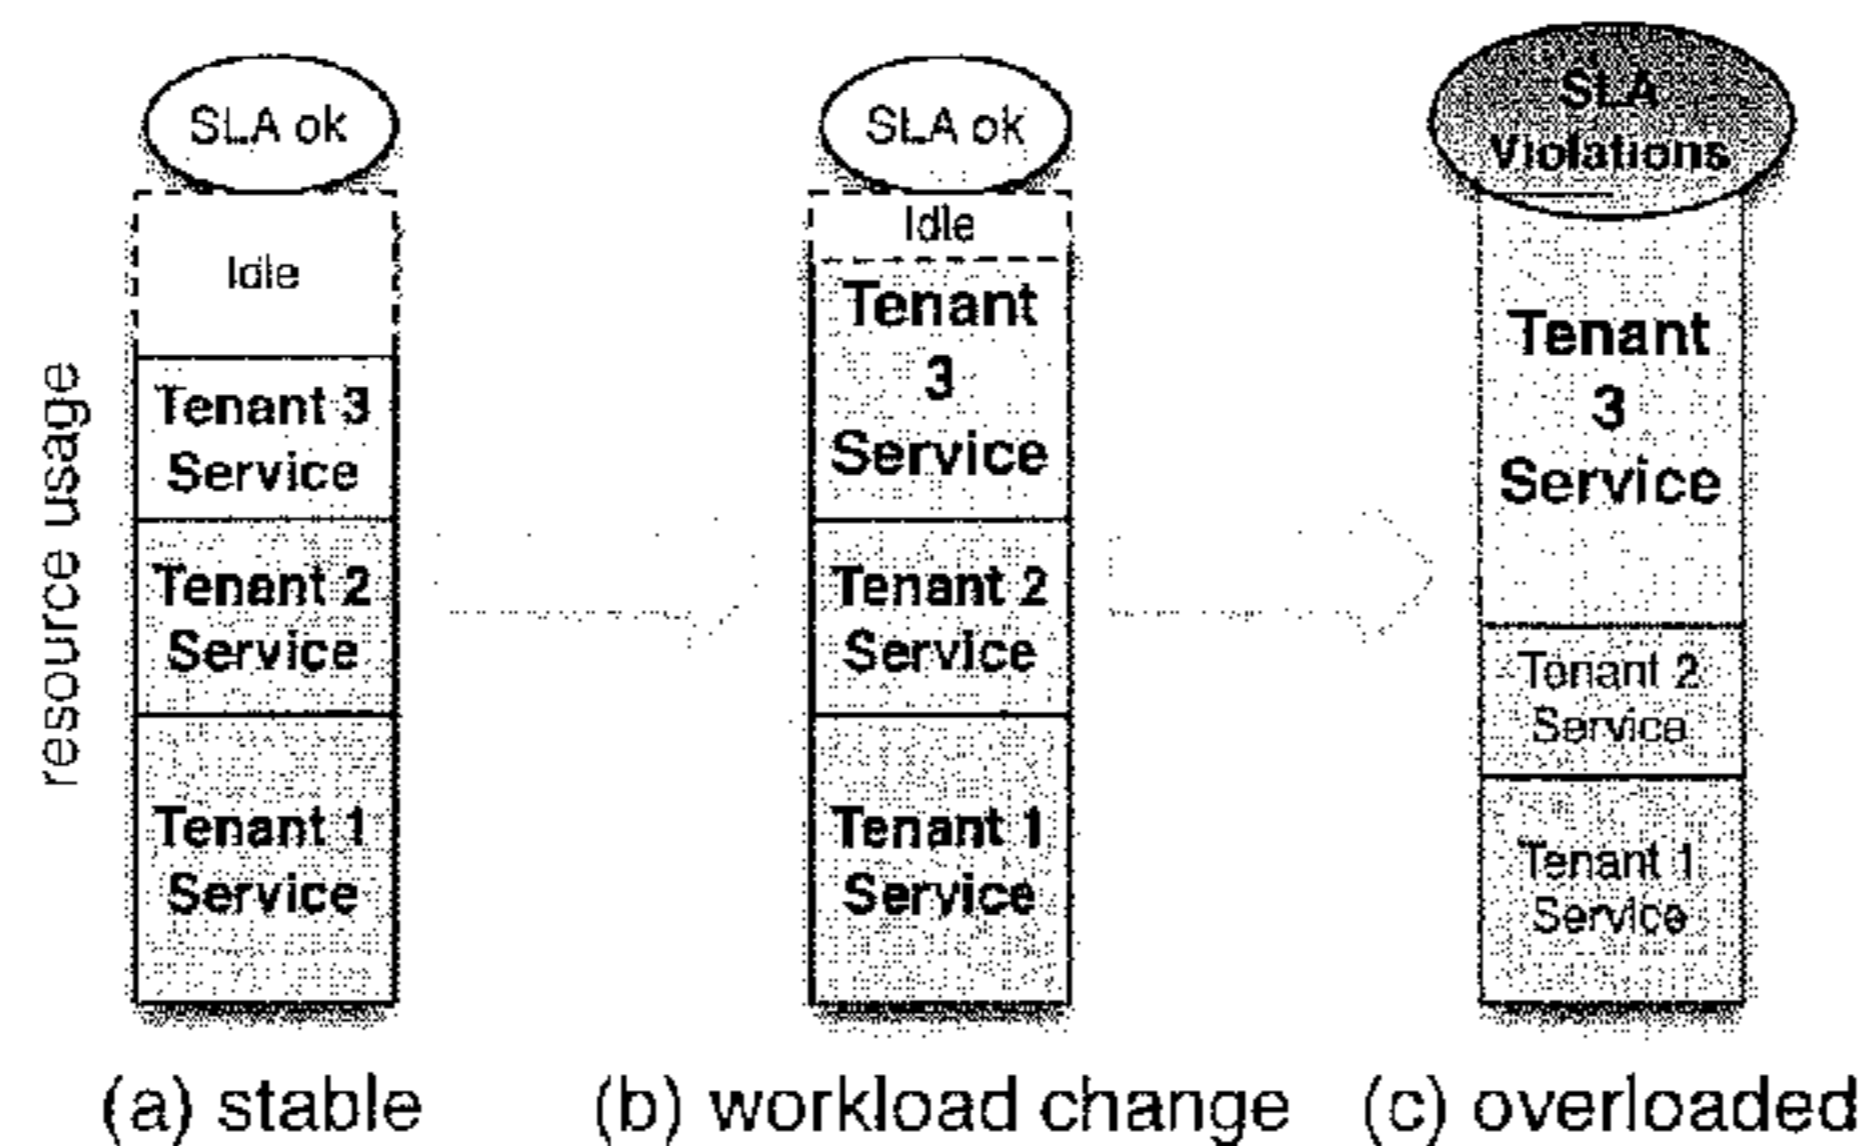 resource usage
SLA ok
Idle
Tenant 3
Service
Tenant 2
Service
Tenant 1
Service
(a) stable
SLA ok
Idle
Tenant
3
Service
Tenant 2
Service
Tenant 1
Service
(b) workload change
SLA
Violations
Tenant
3
Service
Tenant 2
Service
Tenant 1
Service
(c) overloaded